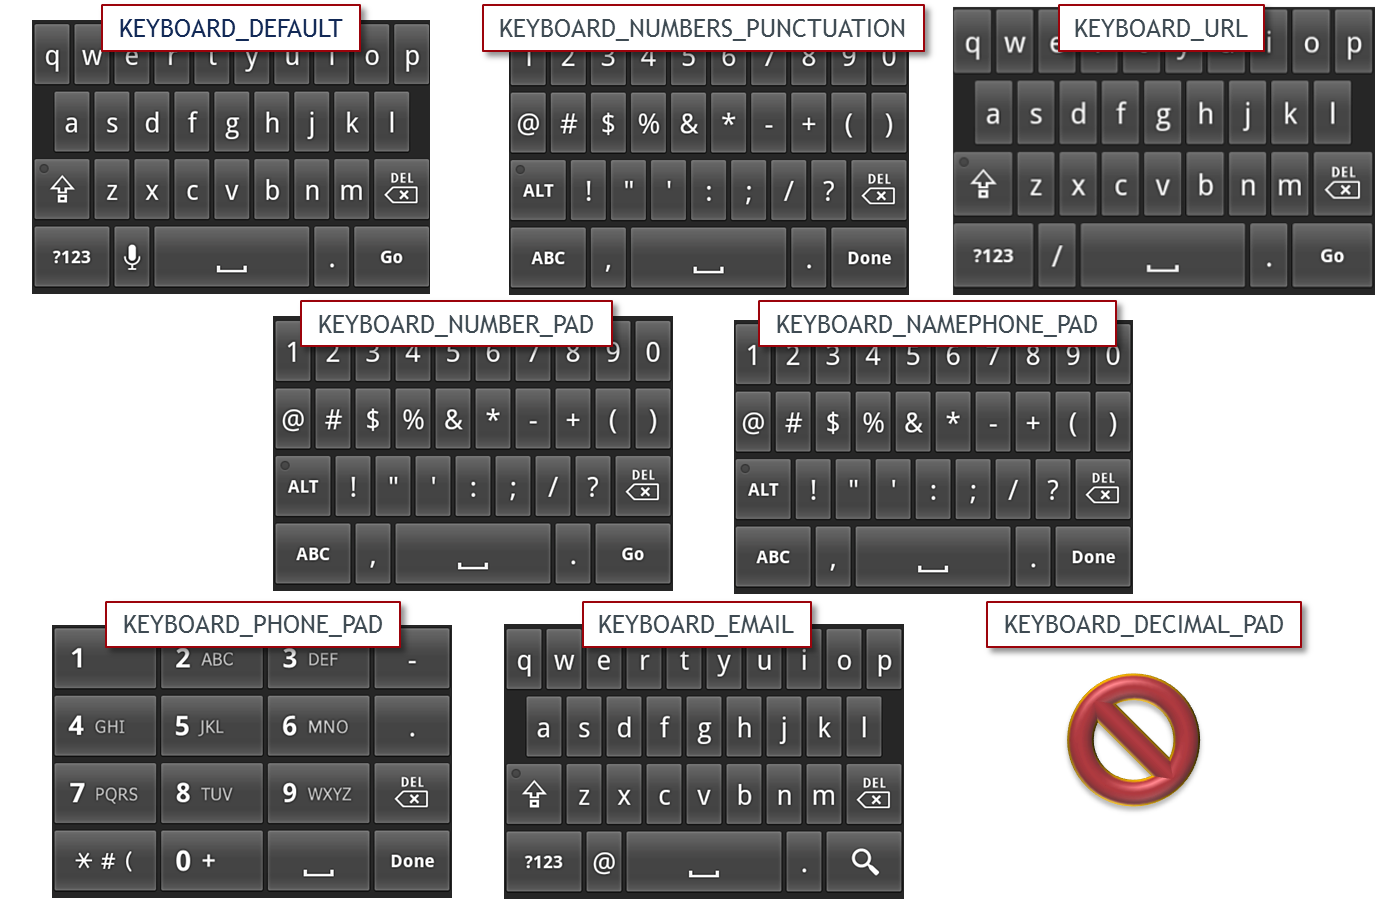 KEYBOARD_DEFAULT
q w e r t y u i o p
a s d f g h j k l
z x c v b n m DEL
?123 . Go
KEYBOARD_NUMBERS_PUNCTUATION
1 2 3 4 5 6 7 8 9 0
@ # $ % & * - + ( )
ALT ! " ' : ; / ? DEL
ABC , . Done
KEYBOARD_URL
q w e y i o p
a s d f g h j k l
z x c v b n m DEL
?123 / . Go
KEYBOARD_NUMBER_PAD
1 2 3 4 5 6 7 8 9 0
@ # $ % & * - + ( )
ALT ! " ' : ; / ? DEL
ABC , . Go
KEYBOARD_NAMEPHONE_PAD
1 2 3 4 5 6 7 8 9 0
@ # $ % & * - + ( )
ALT ! " ' : ; / ? DEL
ABC , . Done
KEYBOARD_PHONE_PAD
1 2 ABC 3 DEF -
4 GHI 5 JKL 6 MNO .
7 PQRS 8 TUV 9 WXYZ DEL
* # ( 0 + Done
KEYBOARD_EMAIL
q w e r t y u i o p
a s d f g h j k l
z x c v b n m DEL
?123 @ .
KEYBOARD_DECIMAL_PAD